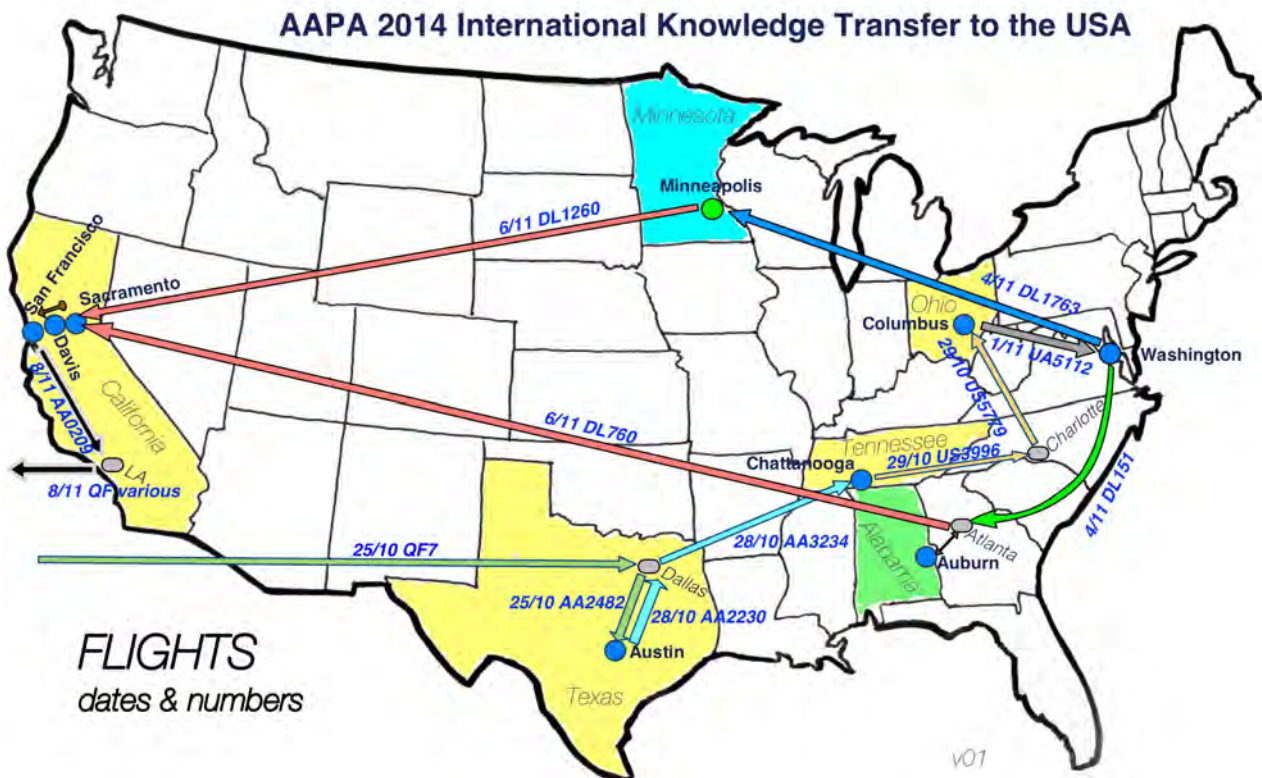 AAPA 2014 International Knowledge Transfer to the USA
Minnesota
Minneapolis
6/11 DL1260
San Francisco
Sacramento
Davis
California
8/11 AA0209
LA
8/11 QF various
4/11 DL1763
Ohio
Columbus
1/11 UA5112
Washington
29/10 US5779
Charlotte
6/11 DL760
Tennessee
Chattanooga
29/10 US3996
4/11 DL151
Alabama
Atlanta
Auburn
25/10 QF7
28/10 AA3234
Dallas
25/10 AA2482
28/10 AA2230
Austin
Texas
FLIGHTS
dates & numbers
v01